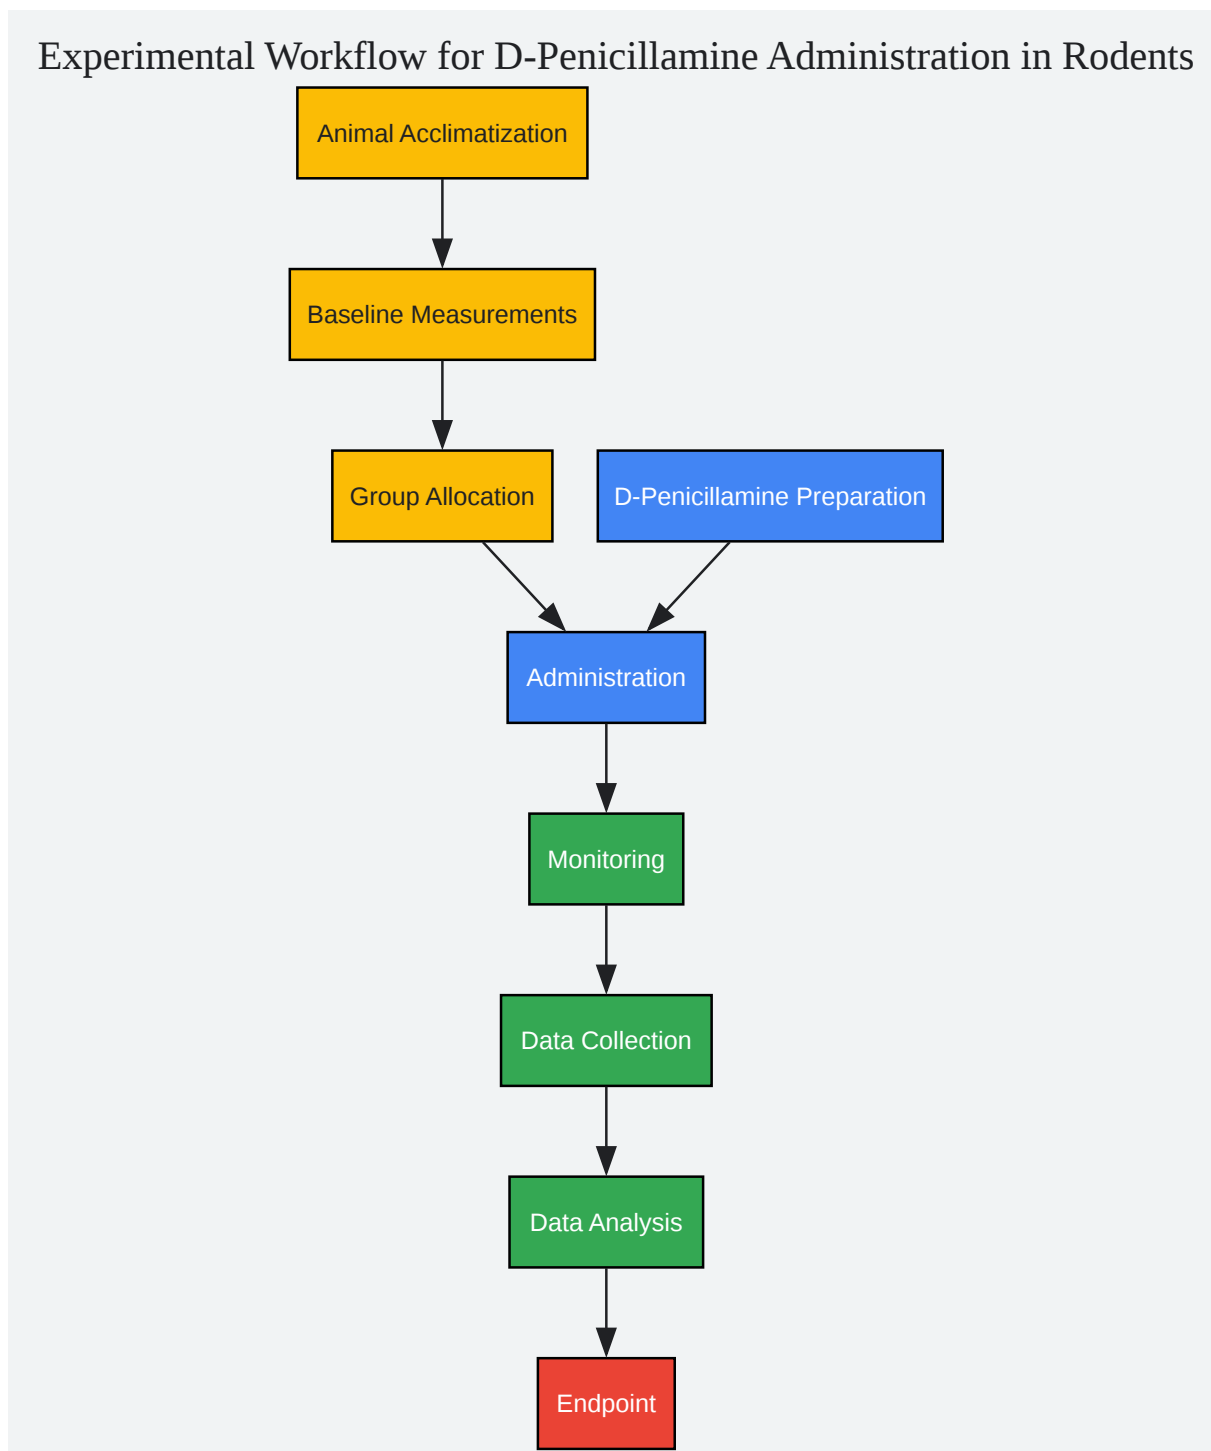 Experimental Workflow for D-Penicillamine Administration in Rodents
Animal Acclimatization
Baseline Measurements
Group Allocation
D-Penicillamine Preparation
Administration
Monitoring
Data Collection
Data Analysis
Endpoint